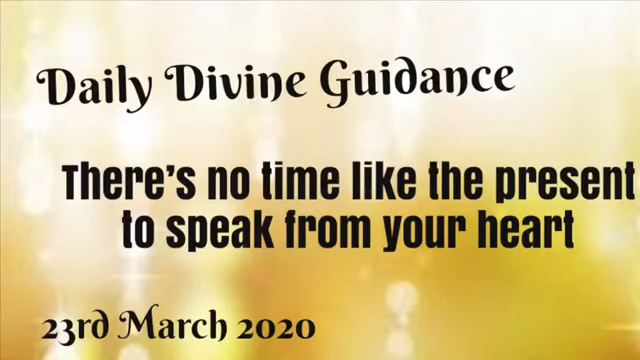 Daily Divine Guidance
There's no time like the present
to speak from your heart
23rd March 2020